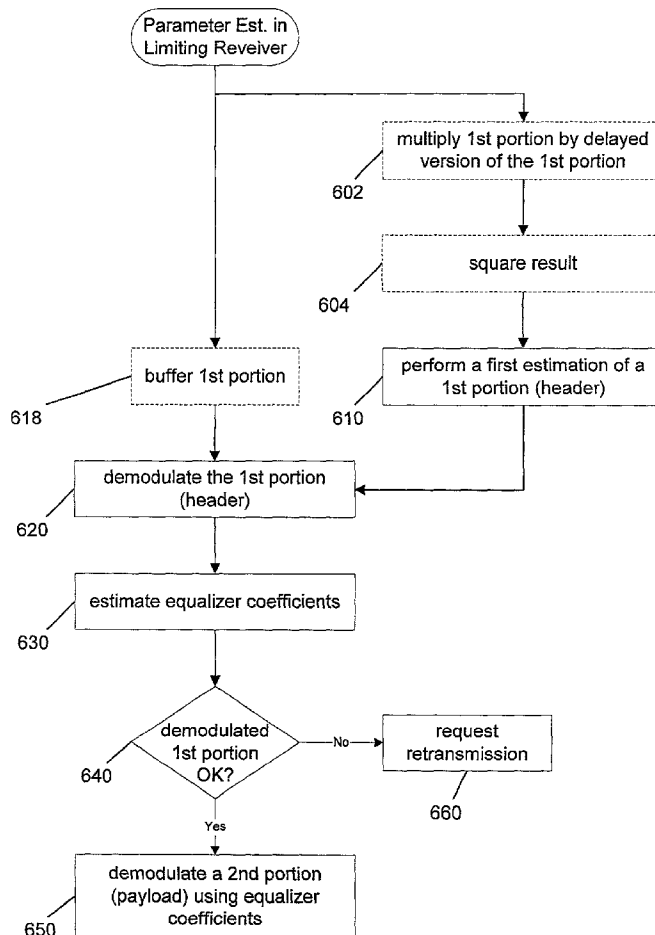 Parameter Est. in
Limiting Reveiver
multiply 1st portion by delayed
version of the 1st portion
602
square result
604
buffer 1st portion
618
perform a first estimation of a
1st portion (header)
610
demodulate the 1st portion
(header)
620
estimate equalizer coefficients
630
demodulated
1st portion
OK?
640
No
request
retransmission
660
Yes
demodulate a 2nd portion
(payload) using equalizer
coefficients
650